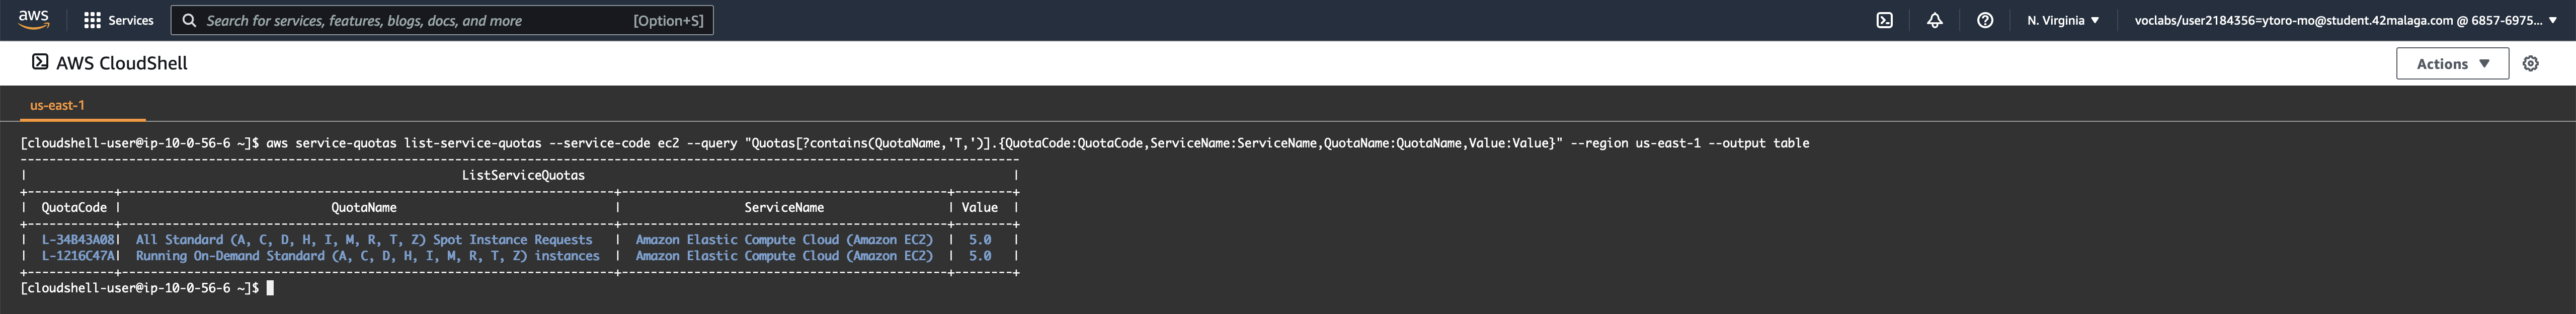 aws Services Search for services, features, blogs, docs, and more [Option+S] N. Virginia ▼ voclabs/user2184356=ytoro-mo@student.42malaga.com @ 6857-6975... ▼
AWS CloudShell Actions ▼
us-east-1
[cloudshell-user@ip-10-0-56-6 ~]$ aws service-quotas list-service-quotas --service-code ec2 --query "Quotas[?contains(QuotaName,'T,')].{QuotaCode:QuotaCode,ServiceName:ServiceName,QuotaName:QuotaName,Value:Value}" --region us-east-1 --output table
| ListServiceQuotas |
| QuotaCode | QuotaName | ServiceName | Value |
| L-34B43A08| All Standard (A, C, D, H, I, M, R, T, Z) Spot Instance Requests | Amazon Elastic Compute Cloud (Amazon EC2) | 5.0 |
| L-1216C47A| Running On-Demand Standard (A, C, D, H, I, M, R, T, Z) instances | Amazon Elastic Compute Cloud (Amazon EC2) | 5.0 |
[cloudshell-user@ip-10-0-56-6 ~]$